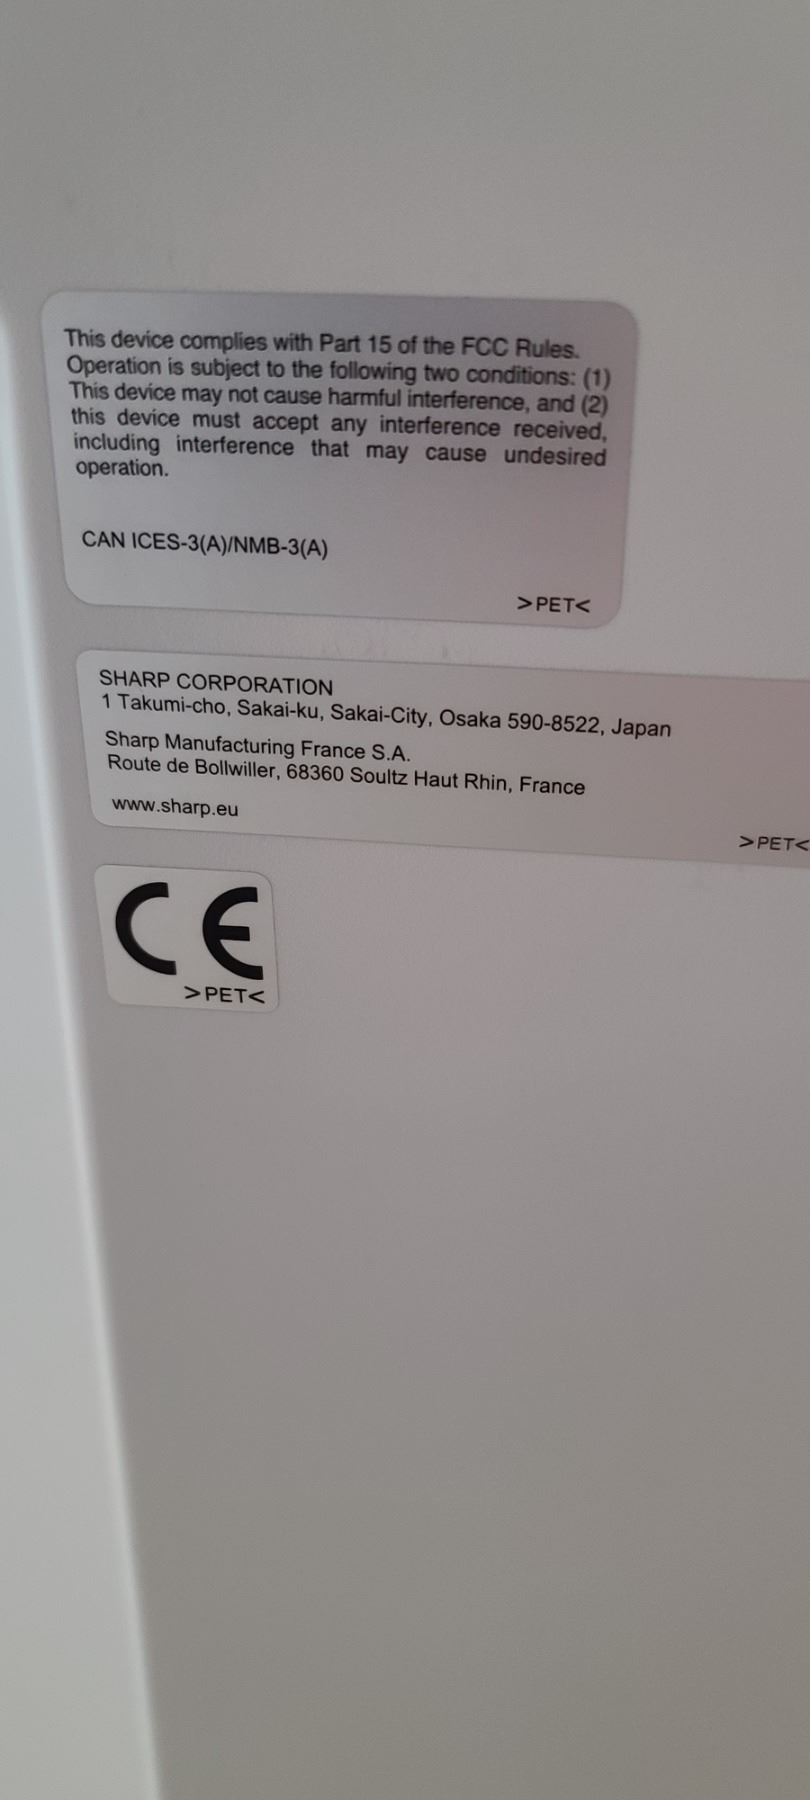 This device complies with Part 15 of the FCC Rules.
Operation is subject to the following two conditions: (1)
This device may not cause harmful interference, and (2)
this device must accept any interference received,
including interference that may cause undesired
operation.
CAN ICES-3(A)/NMB-3(A)
>PET<
SHARP CORPORATION
1 Takumi-cho, Sakai-ku, Sakai-City, Osaka 590-8522, Japan
Sharp Manufacturing France S.A.
Route de Bollwiller, 68360 Soultz Haut Rhin, France
www.sharp.eu
>PET<
CE
>PET<